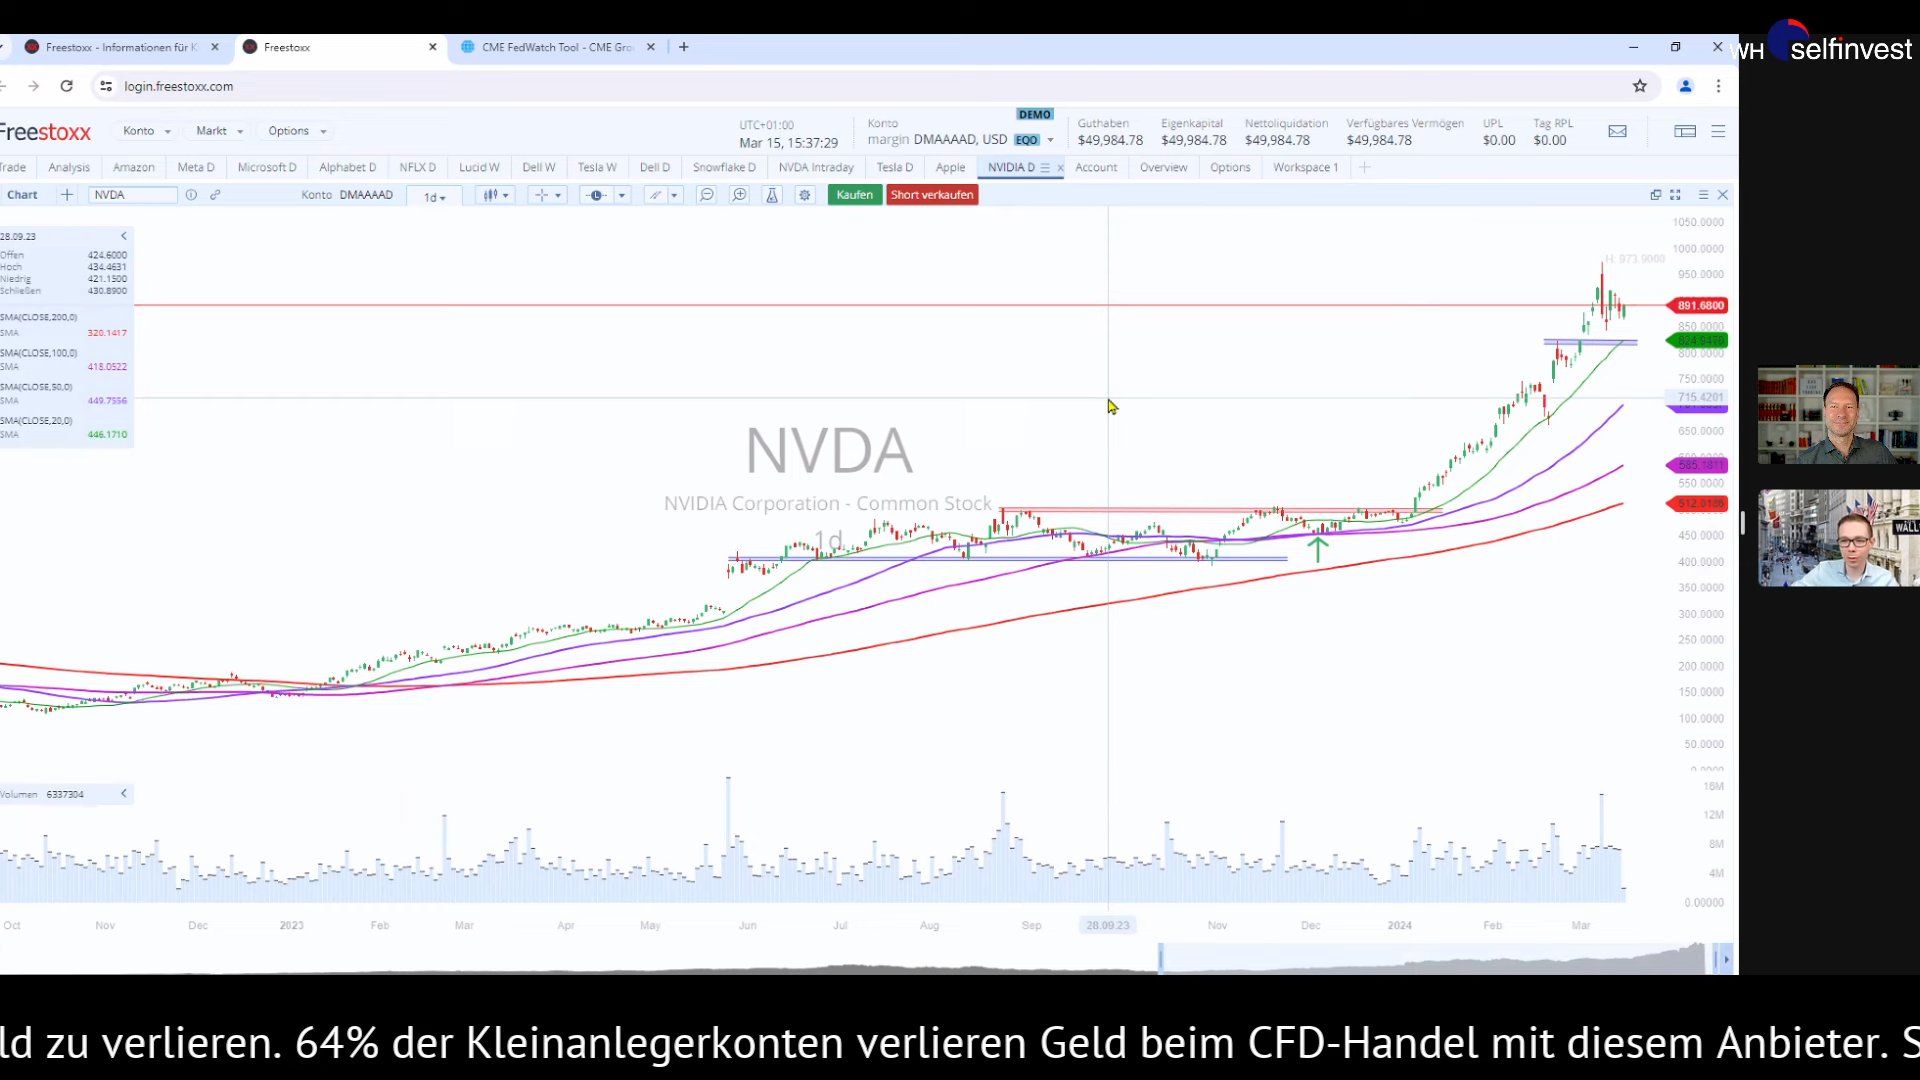 Freestoxx - Informationen für K
Freestoxx
CME FedWatch Tool - CME Gro
WH selfinvest
login.freestoxx.com
DEMO
Freestoxx
Konto
Markt
Options
UTC+01:00
Mar 15, 15:37:29
Konto
margin DMAAAAD, USD EQO
Guthaben
$49,984.78
Eigenkapital
$49,984.78
Nettoliquidation
$49,984.78
Verfügbares Vermögen
$49,984.78
UPL
$0.00
Tag RPL
$0.00
Trade Analysis Amazon Meta D Microsoft D Alphabet D NFLX D Lucid W Dell W Tesla W Dell D Snowflake D NVDA Intraday Tesla D Apple NVIDIA D Account Overview Options Workspace 1
Chart NVDA Konto DMAAAAD 1d Kaufen Short verkaufen
28.09.23
Offen 424.6000
Hoch 434.4631
Niedrig 421.1500
Schließen 430.8900
SMA(CLOSE,200,0)
SMA 320.1417
SMA(CLOSE,100,0)
SMA 418.0522
SMA(CLOSE,50,0)
SMA 449.7556
SMA(CLOSE,20,0)
SMA 446.1710
NVDA
NVIDIA Corporation - Common Stock
1d
H: 973.9000
1050.0000
1000.0000
950.0000
891.6800
850.0000
800.0000
750.0000
715.4201
650.0000
585.1811
550.0000
450.0000
400.0000
350.0000
300.0000
250.0000
200.0000
150.0000
100.0000
50.0000
WALL
Volumen 6337304
16M
12M
8M
4M
0.00000
Oct Nov Dec 2023 Feb Mar Apr May Jun Jul Aug Sep 28.09.23 Nov Dec 2024 Feb Mar
ld zu verlieren. 64% der Kleinanlegerkonten verlieren Geld beim CFD-Handel mit diesem Anbieter. S